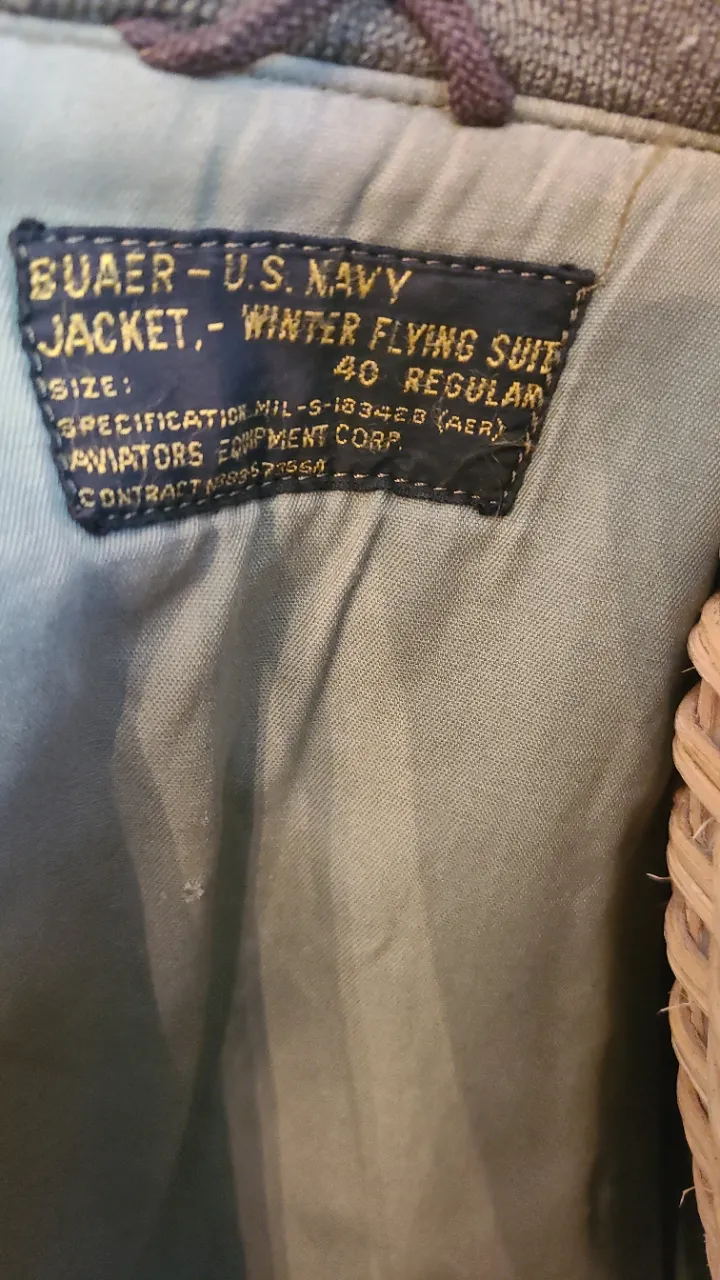 BUAER - U.S. NAVY
JACKET,- WINTER FLYING SUIT
SIZE: 40 REGULAR
SPECIFICATION MIL-S-18342B (AER)
AVIATORS EQUIPMENT CORP.
CONTRACT